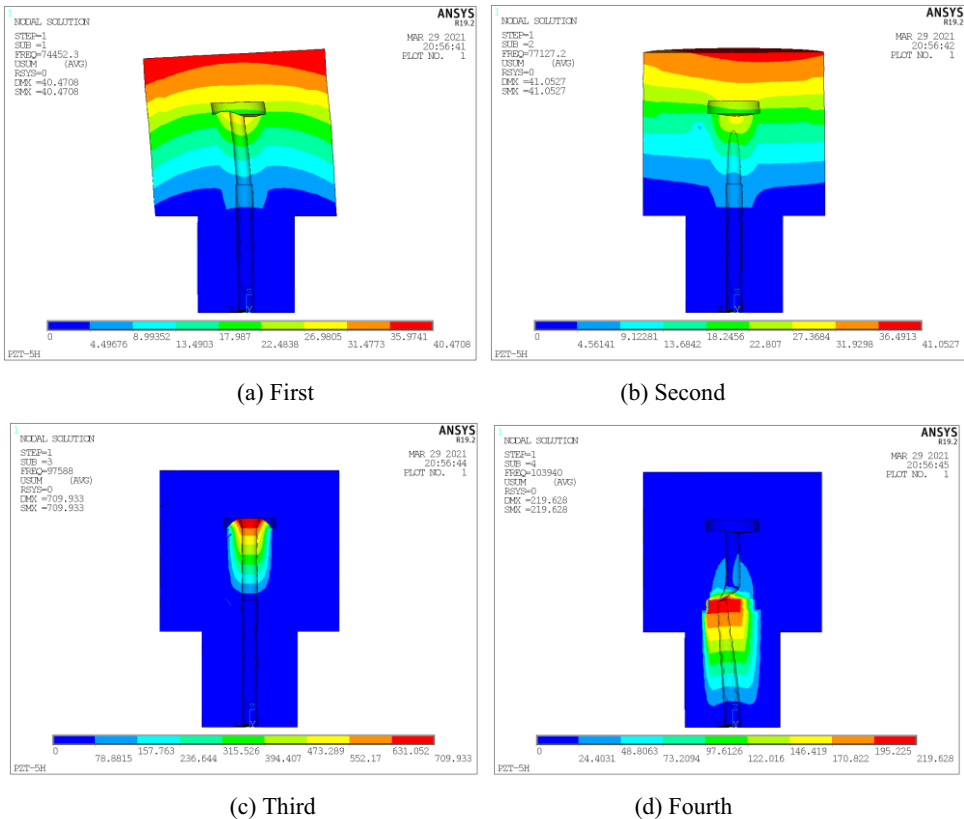 1
NODAL SOLUTION
STEP=1
SUB =1
FREQ=74452.3
USUM (AVG)
RSYS=0
DMX =40.4708
SMX =40.4708
ANSYS
R19.2
MAR 29 2021
20:56:41
PLOT NO. 1
0 8.99352 17.987 26.9805 35.9741
4.49676 13.4903 22.4838 31.4773 40.4708
PZT-5H
(a) First
1
NODAL SOLUTION
STEP=1
SUB =2
FREQ=77127.2
USUM (AVG)
RSYS=0
DMX =41.0527
SMX =41.0527
ANSYS
R19.2
MAR 29 2021
20:56:42
PLOT NO. 1
0 9.12281 18.2456 27.3684 36.4913
4.56141 13.6842 22.807 31.9298 41.0527
PZT-5H
(b) Second
1
NODAL SOLUTION
STEP=1
SUB =3
FREQ=97588
USUM (AVG)
RSYS=0
DMX =709.933
SMX =709.933
ANSYS
R19.2
MAR 29 2021
20:56:44
PLOT NO. 1
0 157.763 315.526 473.289 631.052
78.8815 236.644 394.407 552.17 709.933
PZT-5H
(c) Third
1
NODAL SOLUTION
STEP=1
SUB =4
FREQ=103940
USUM (AVG)
RSYS=0
DMX =219.628
SMX =219.628
ANSYS
R19.2
MAR 29 2021
20:56:45
PLOT NO. 1
0 48.8063 97.6126 146.419 195.225
24.4031 73.2094 122.016 170.822 219.628
PZT-5H
(d) Fourth